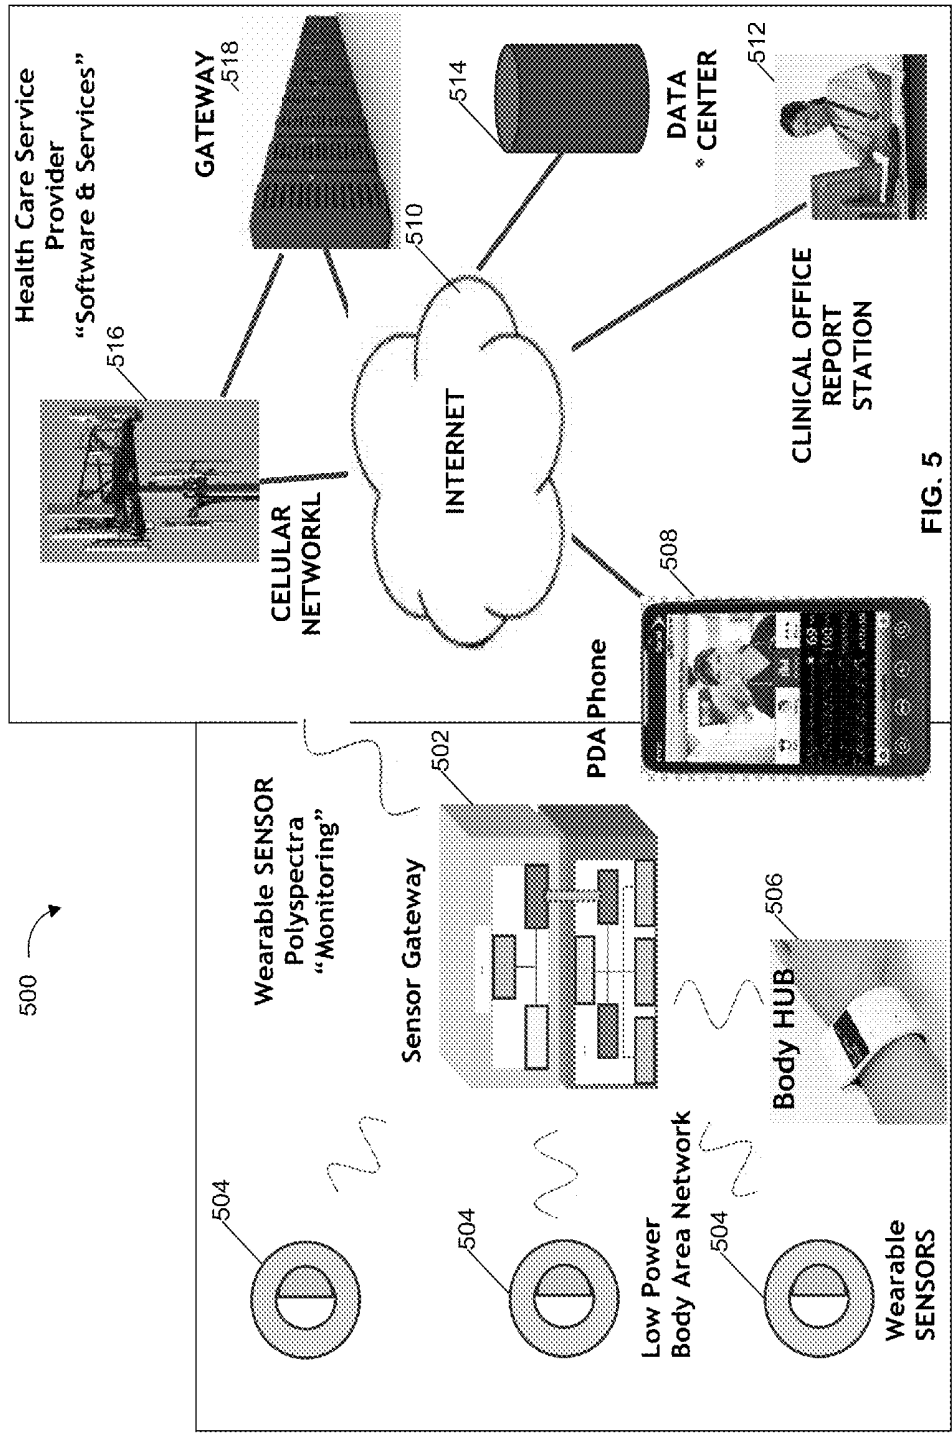 500
Wearable SENSOR
Polyspectra
“Monitoring”
Health Care Service
Provider
“Software & Services”
504
516
GATEWAY
518
CELULAR
NETWORKL
502
Sensor Gateway
510
INTERNET
504
514
DATA
CENTER
Low Power
Body Area Network
PDA Phone
508
504
506
Body HUB
512
CLINICAL OFFICE
REPORT
STATION
Wearable
SENSORS
FIG. 5